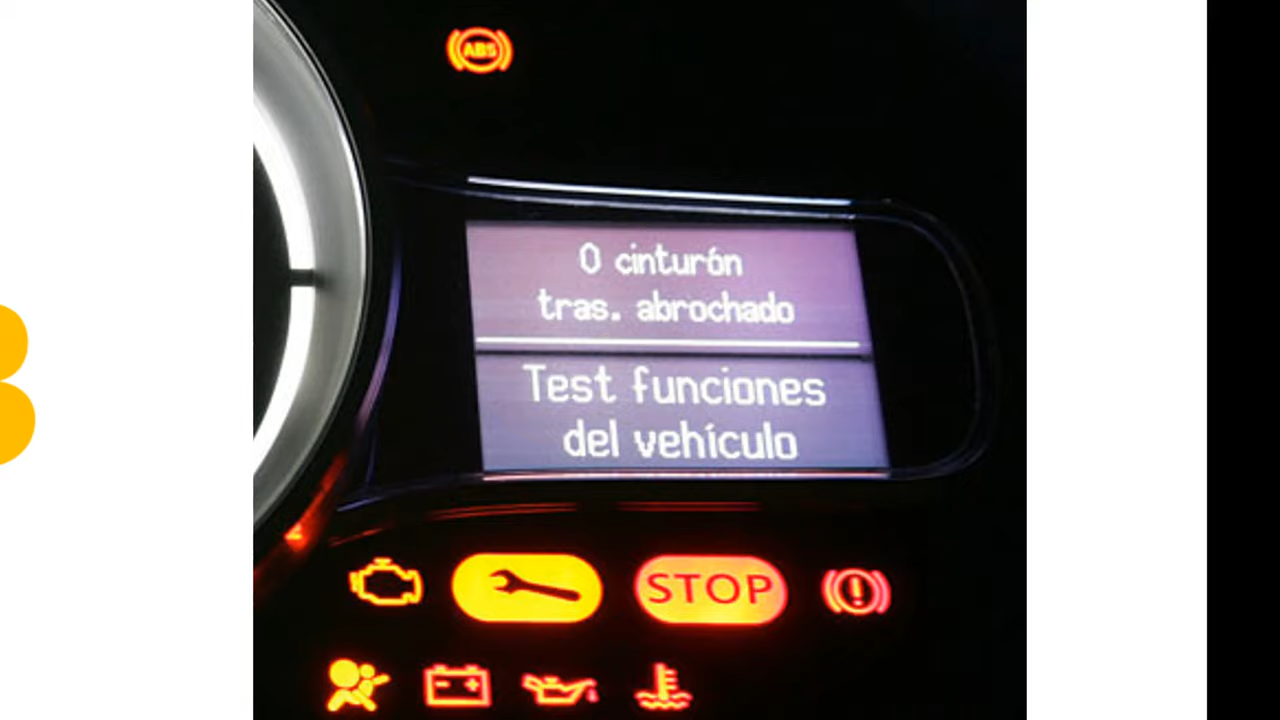 ABS
0 cinturón
tras. abrochado
Test funciones
del vehículo
STOP